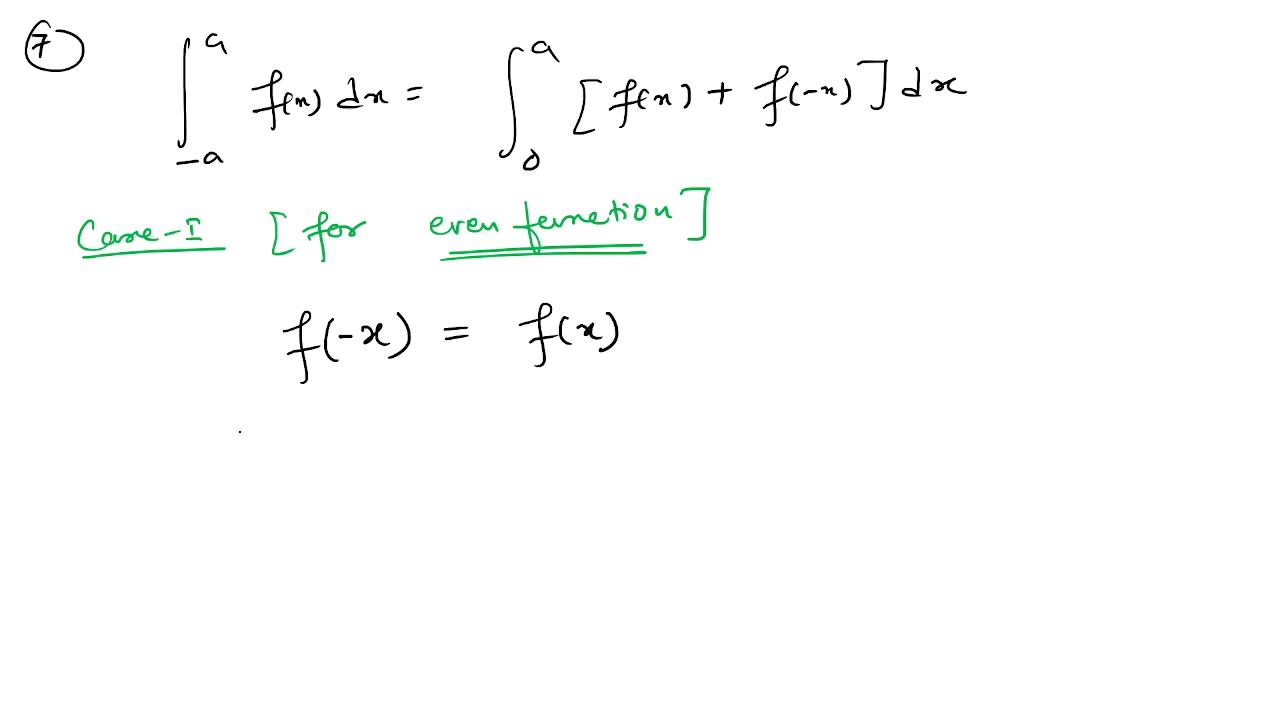 ⑦ ∫_{-a}^{a} f(x) dx = ∫_{0}^{a} [f(x) + f(-x)] dx
Case-I [for even function]
f(-x) = f(x)